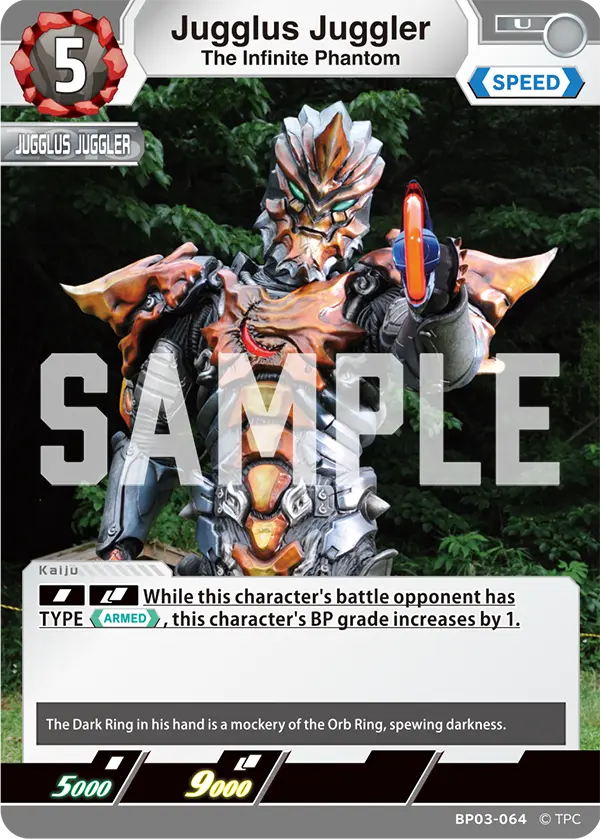 5
Jugglus Juggler
The Infinite Phantom
U
SPEED
JUGGLUS JUGGLER
SAMPLE
Kaiju
While this character's battle opponent has
TYPE ARMED, this character's BP grade increases by 1.
The Dark Ring in his hand is a mockery of the Orb Ring, spewing darkness.
5000
9000
BP03-064 © TPC